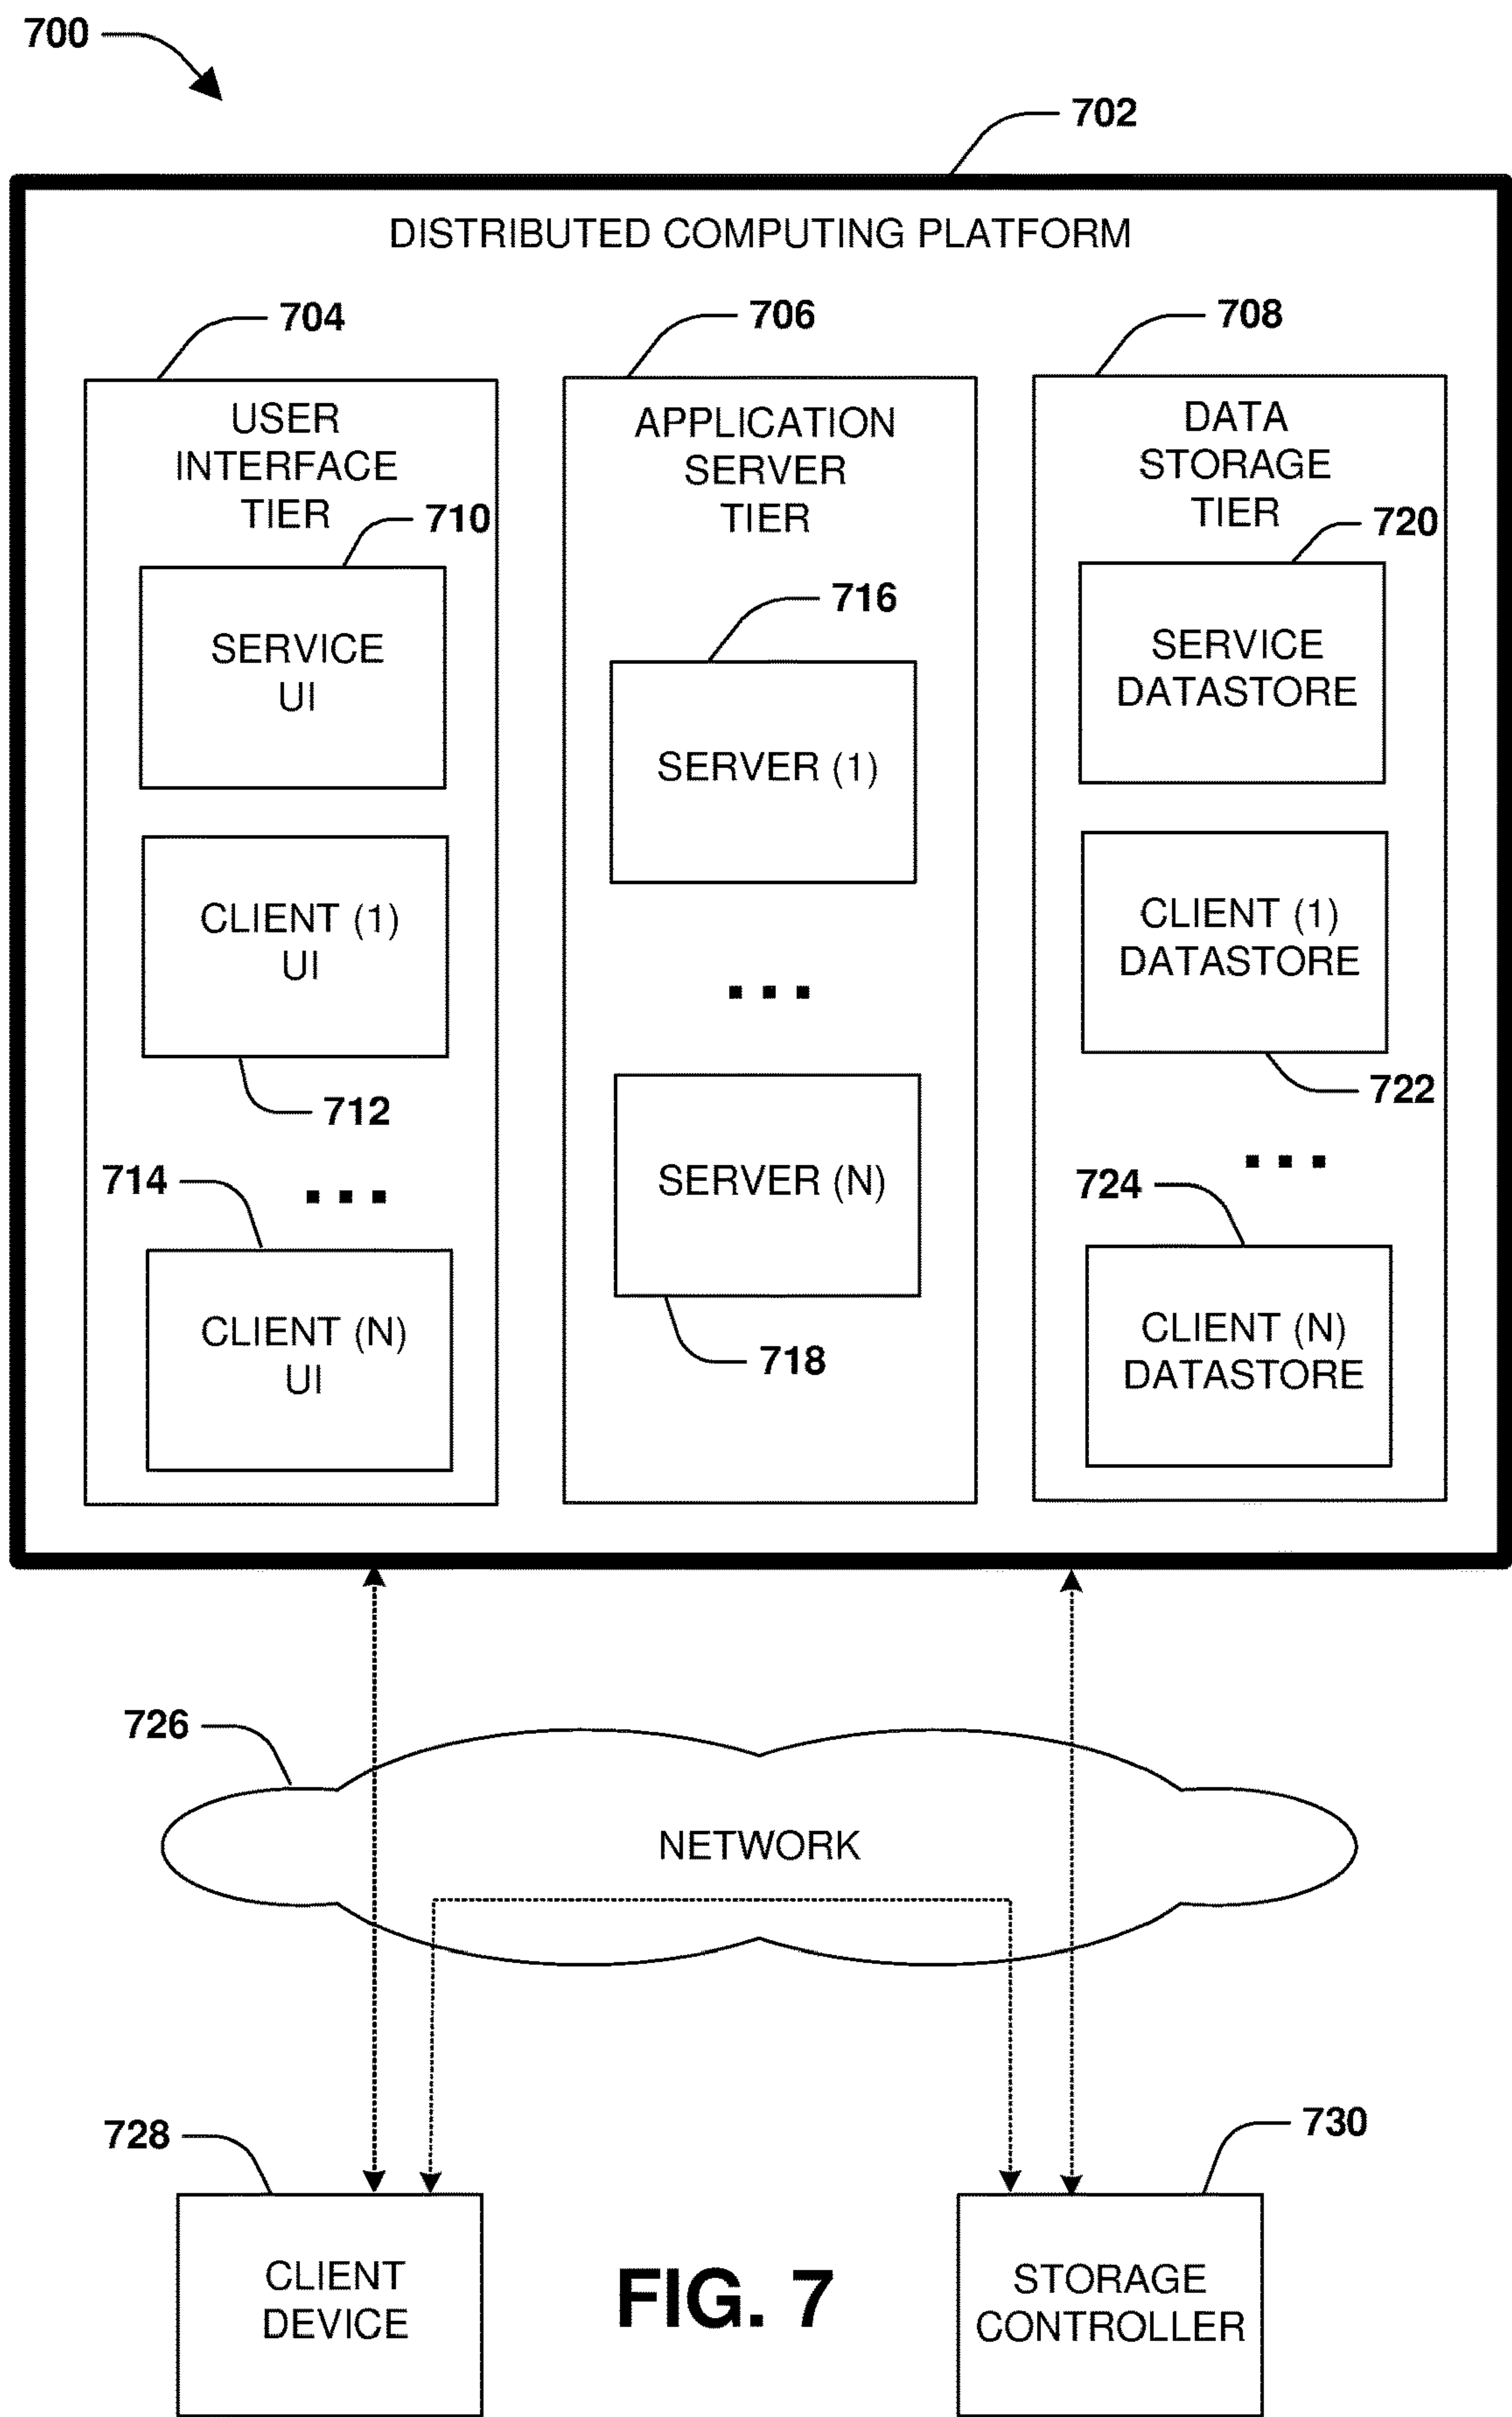 700
702
DISTRIBUTED COMPUTING PLATFORM
704
USER
INTERFACE
TIER
710
SERVICE
UI
CLIENT (1)
UI
712
714
CLIENT (N)
UI
706
APPLICATION
SERVER
TIER
716
SERVER (1)
SERVER (N)
718
708
DATA
STORAGE
TIER
720
SERVICE
DATASTORE
CLIENT (1)
DATASTORE
722
724
CLIENT (N)
DATASTORE
726
NETWORK
728
CLIENT
DEVICE
730
STORAGE
CONTROLLER
FIG. 7